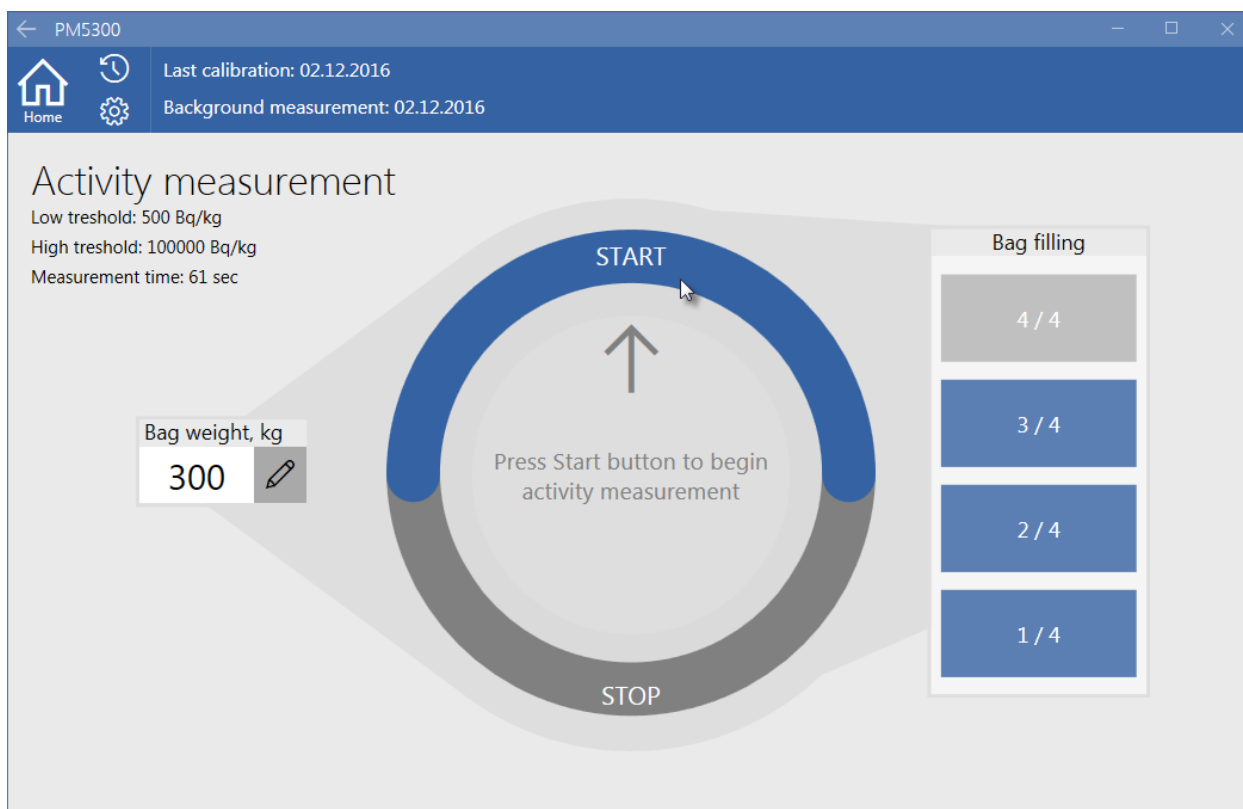 PM5300
Home
Last calibration: 02.12.2016
Background measurement: 02.12.2016
Activity measurement
Low treshold: 500 Bq/kg
High treshold: 100000 Bq/kg
Measurement time: 61 sec
START
Press Start button to begin
activity measurement
STOP
Bag weight, kg
300
Bag filling
4 / 4
3 / 4
2 / 4
1 / 4